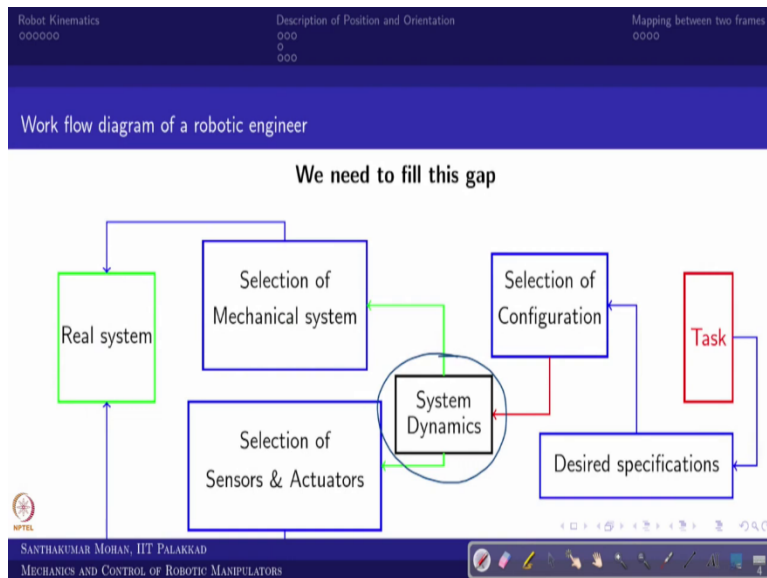 Robot Kinematics
Description of Position and Orientation
Mapping between two frames
Work flow diagram of a robotic engineer
We need to fill this gap
Real system
Selection of
Mechanical system
Selection of
Sensors & Actuators
System
Dynamics
Selection of
Configuration
Task
Desired specifications
NPTEL
SANTHAKUMAR MOHAN, IIT PALAKKAD
MECHANICS AND CONTROL OF ROBOTIC MANIPULATORS
4